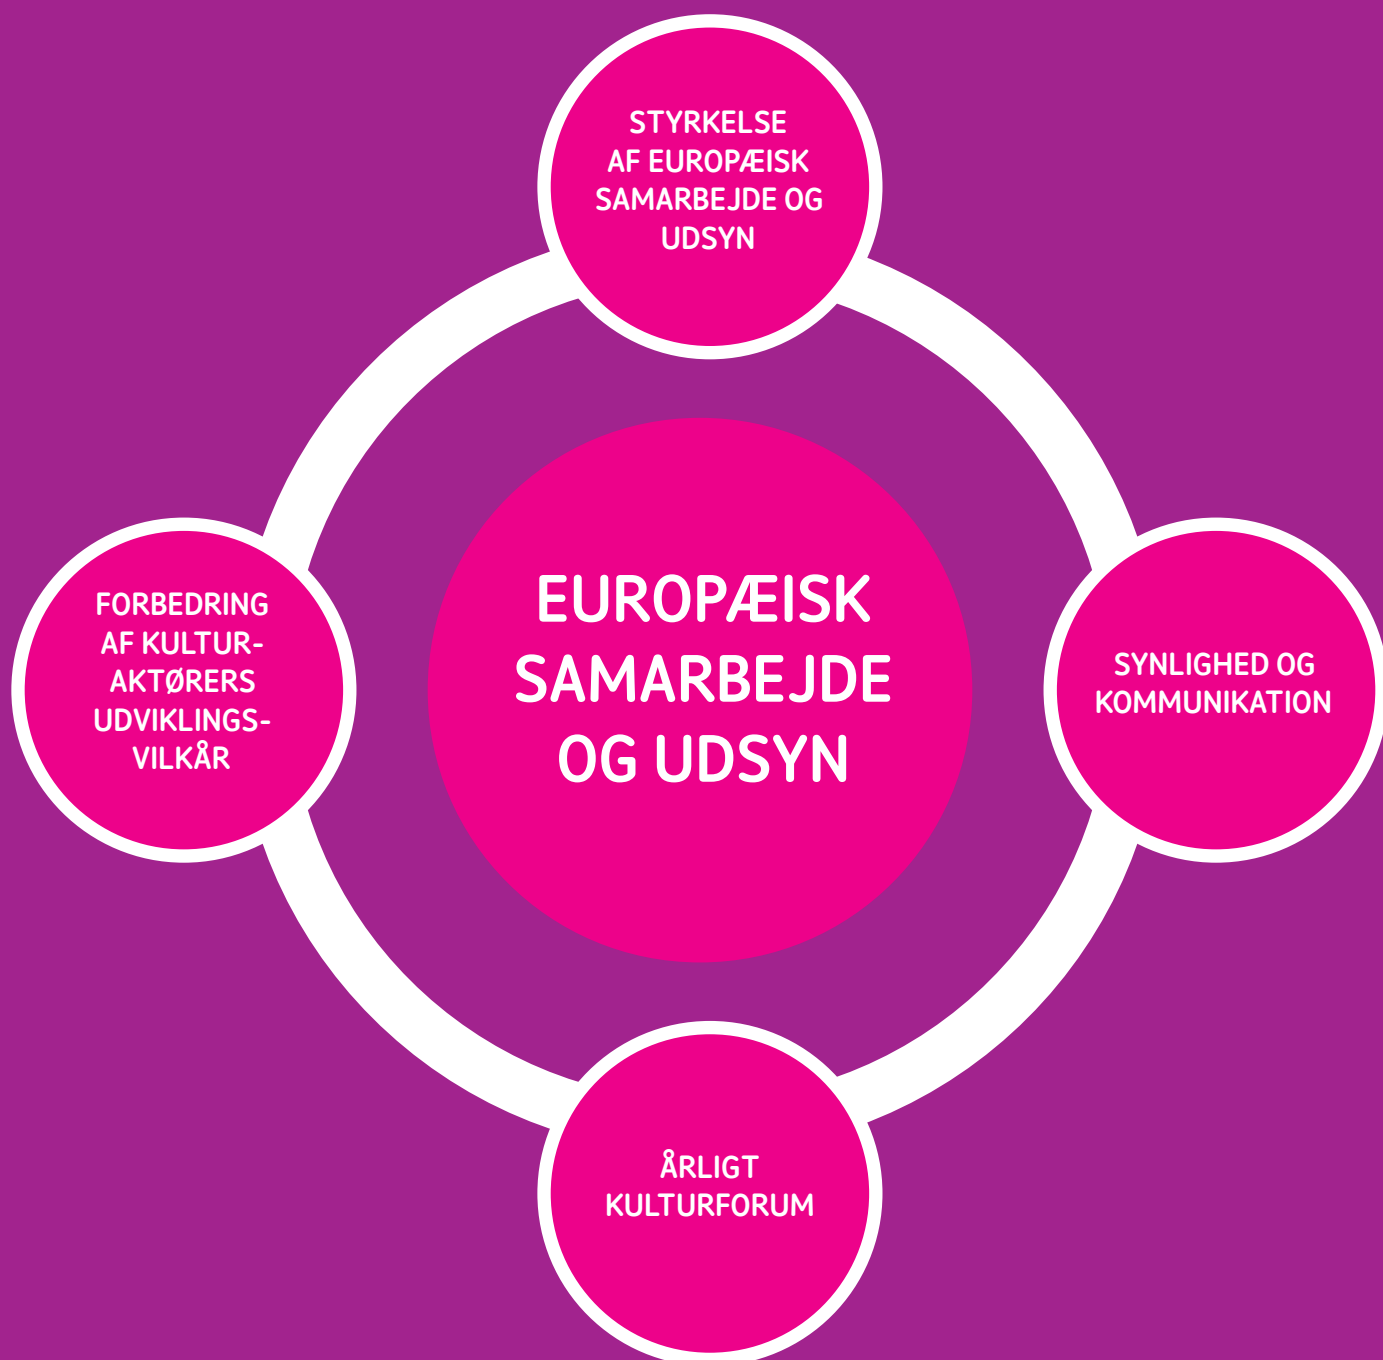 STYRKELSE
AF EUROPÆISK
SAMARBEJDE OG
UDSYN
EUROPÆISK
SAMARBEJDE
OG UDSYN
FORBEDRING
AF KULTUR-
AKTØRERS
UDVIKLINGS-
VILKÅR
SYNLIGHED OG
KOMMUNIKATION
ÅRLIGT
KULTURFORUM